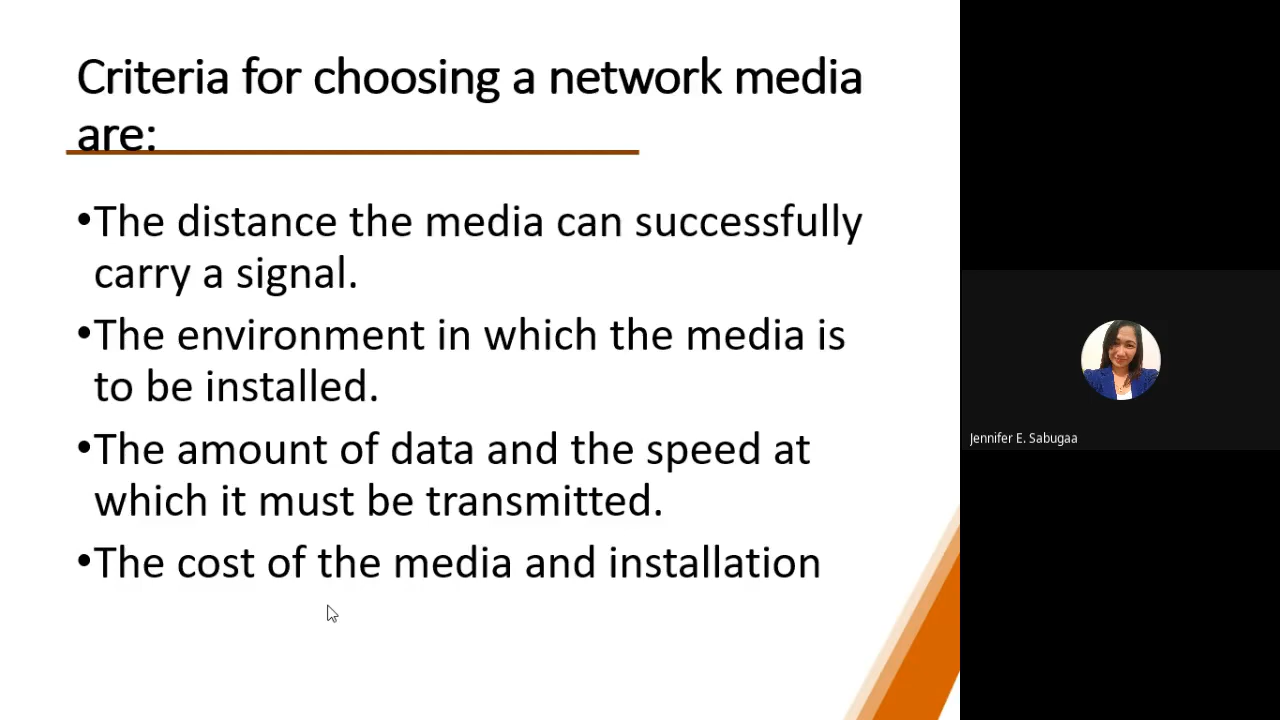 Criteria for choosing a network media
are:
•The distance the media can successfully
carry a signal.
•The environment in which the media is
to be installed.
•The amount of data and the speed at
which it must be transmitted.
•The cost of the media and installation
Jennifer E. Sabugaa